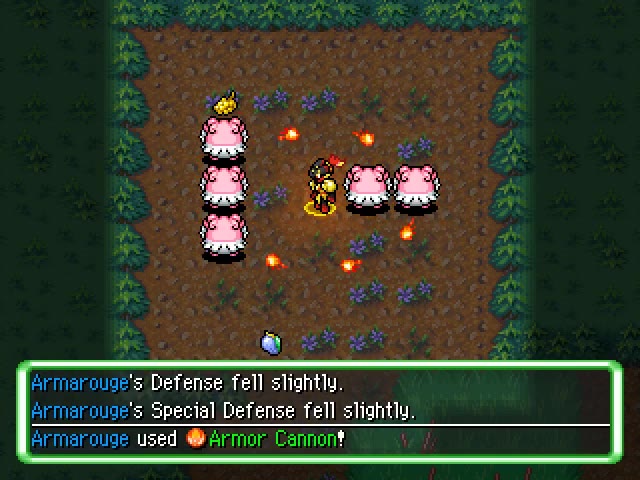 Armarouge's Defense fell slightly.
Armarouge's Special Defense fell slightly.
Armarouge used Armor Cannon!